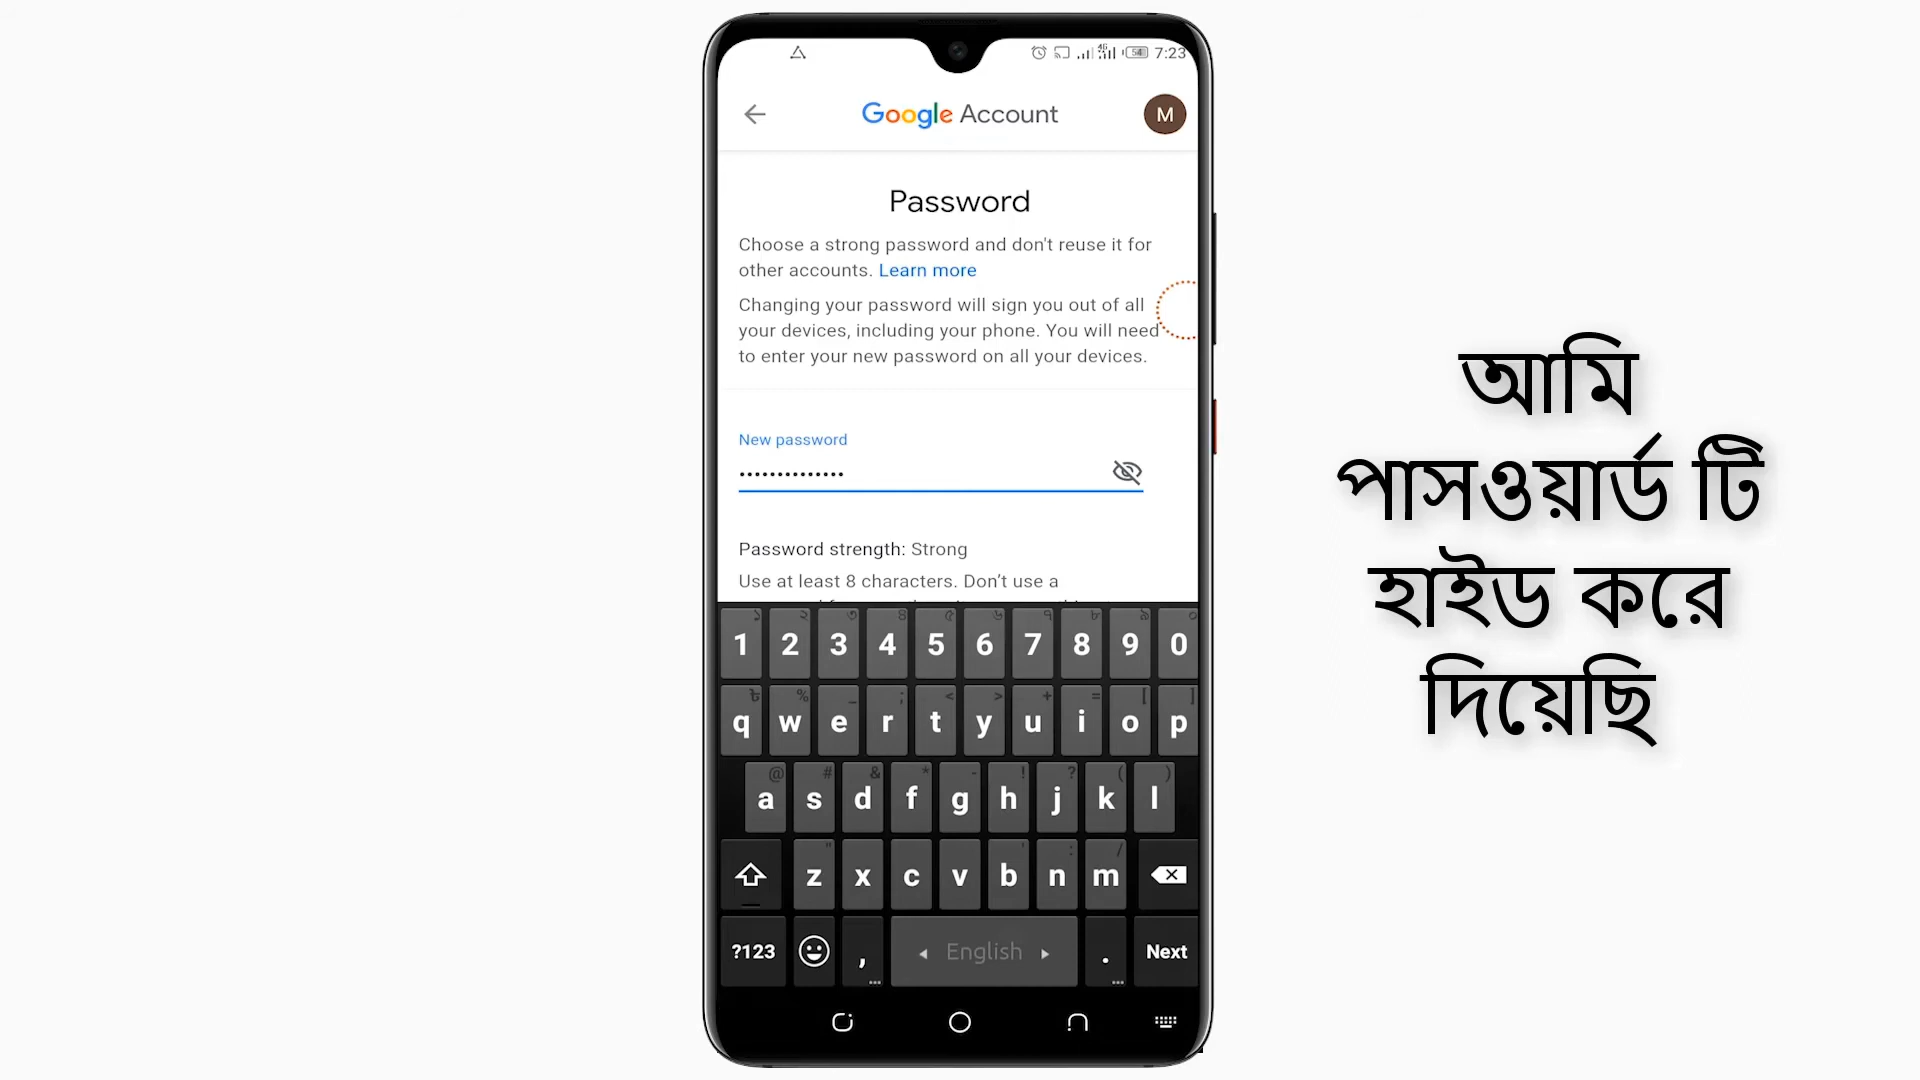 7:23
Google Account
M
Password
Choose a strong password and don't reuse it for
other accounts. Learn more
Changing your password will sign you out of all
your devices, including your phone. You will need
to enter your new password on all your devices.
New password
••••••••••••••
Password strength: Strong
Use at least 8 characters. Don’t use a
1 2 3 4 5 6 7 8 9 0
q w e r t y u i o p
a s d f g h j k l
z x c v b n m
?123 , English . Next
আমি
পাসওয়ার্ড টি
হাইড করে
দিয়েছি